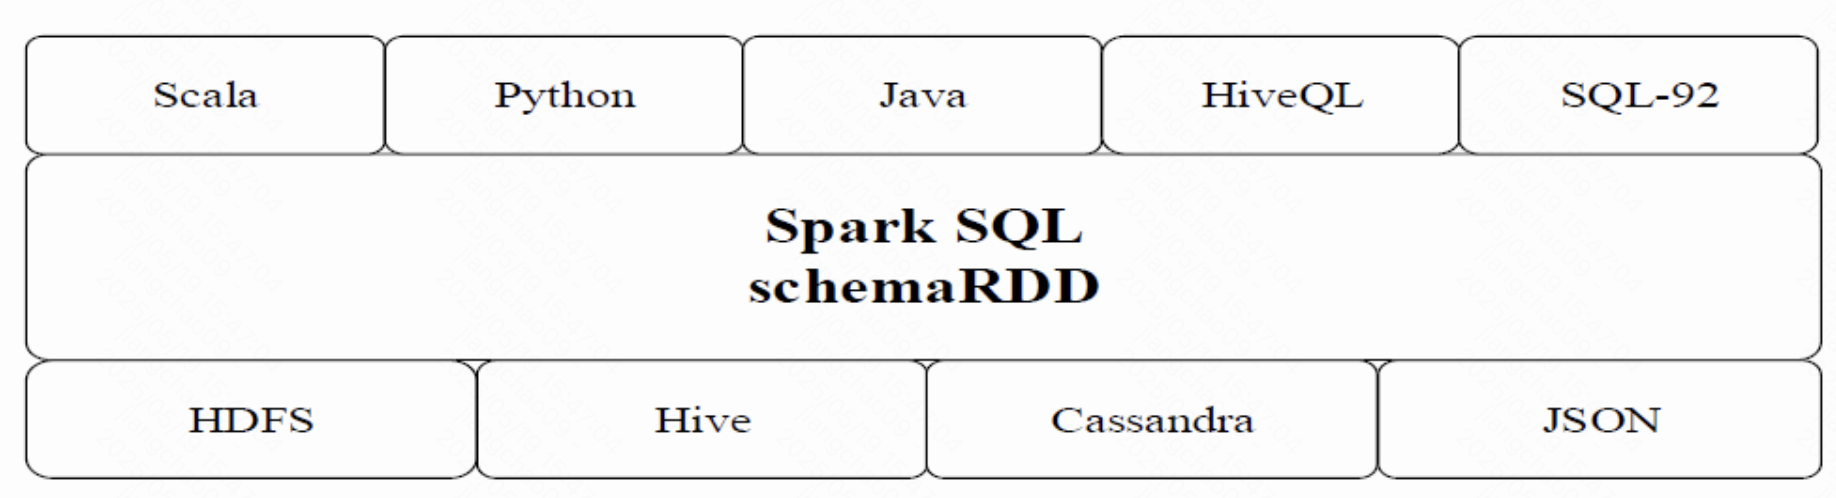 Scala Python Java HiveQL SQL-92
Spark SQL
schemaRDD
HDFS Hive Cassandra JSON